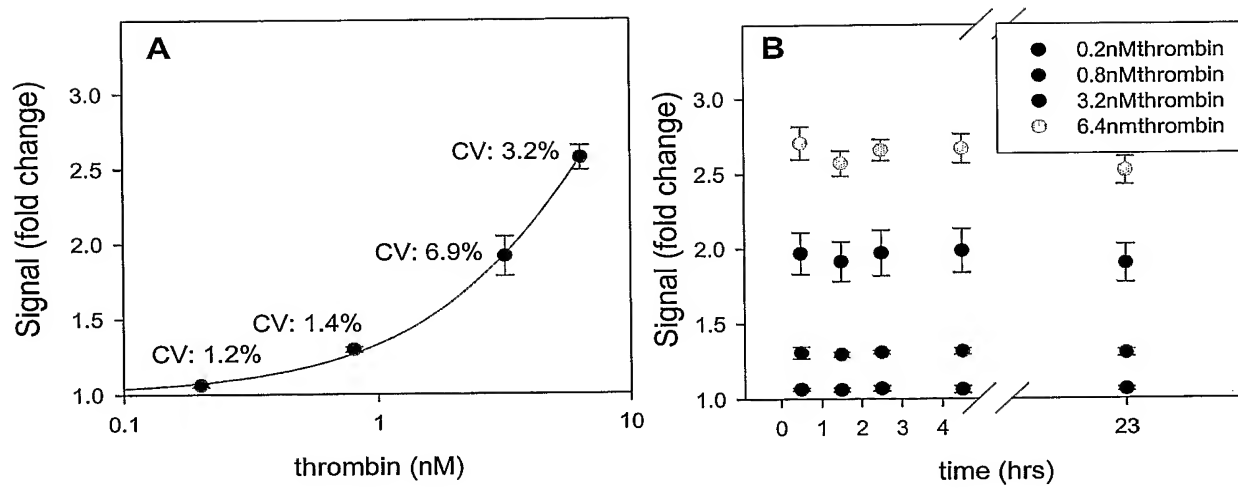 A
Signal (fold change)
3.0
2.5
2.0
1.5
1.0
CV: 3.2%
CV: 6.9%
CV: 1.4%
CV: 1.2%
0.1
1
10
thrombin (nM)
B
0.2nMthrombin
0.8nMthrombin
3.2nMthrombin
6.4nmthrombin
Signal (fold change)
3.0
2.5
2.0
1.5
1.0
0 1 2 3 4 23
time (hrs)